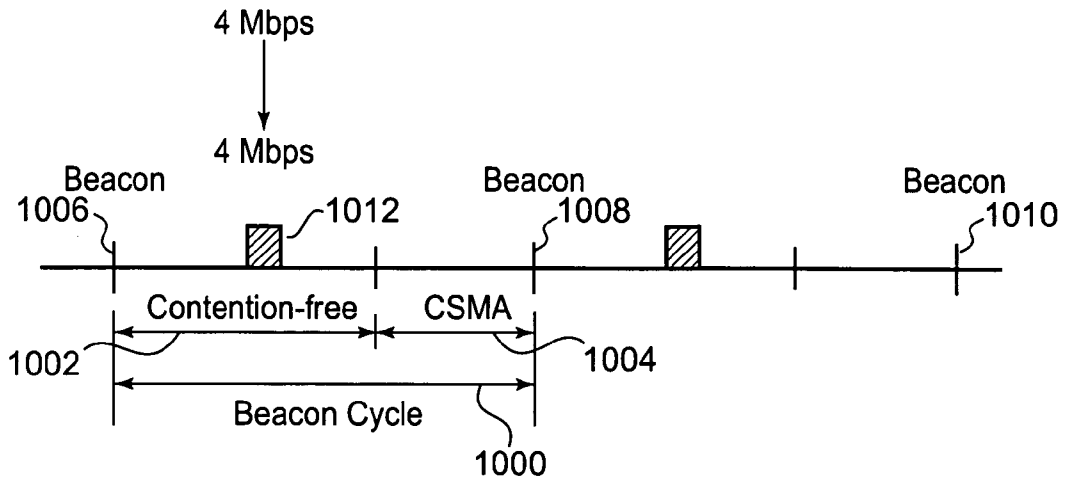 4 Mbps
4 Mbps
Beacon
1006
1012
Beacon
1008
Beacon
1010
Contention-free
CSMA
1002
1004
Beacon Cycle
1000